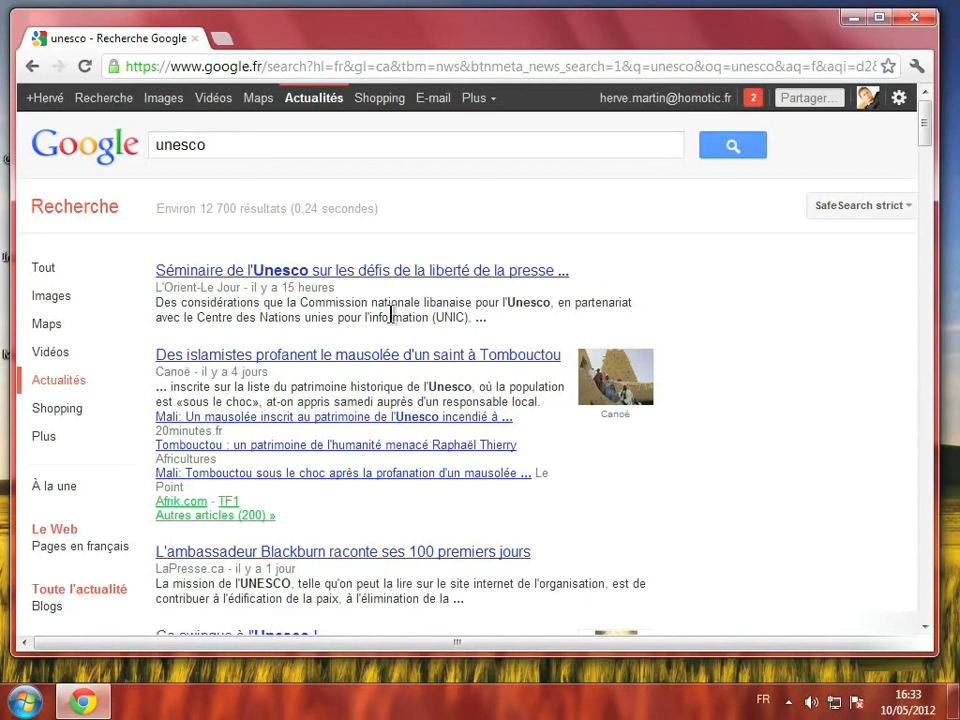 unesco - Recherche Google
https://www.google.fr/search?hl=fr&gl=ca&tbm=nws&btnmeta_news_search=1&q=unesco&oq=unesco&aq=f&aqi=d2&
+Hervé Recherche Images Vidéos Maps Actualités Shopping E-mail Plus herve.martin@homotic.fr 2 Partager…
Google unesco
Recherche Environ 12 700 résultats (0,24 secondes) SafeSearch strict
Tout
Images
Maps
Vidéos
Actualités
Shopping
Plus
À la une
Le Web
Pages en français
Toute l'actualité
Blogs
Séminaire de l'Unesco sur les défis de la liberté de la presse ...
L'Orient-Le Jour - il y a 15 heures
Des considérations que la Commission nationale libanaise pour l'Unesco, en partenariat
avec le Centre des Nations unies pour l'information (UNIC), ...
Des islamistes profanent le mausolée d'un saint à Tombouctou
Canoë - il y a 4 jours
... inscrite sur la liste du patrimoine historique de l'Unesco, où la population
est «sous le choc», at-on appris samedi auprès d'un responsable local.
Canoë
Mali: Un mausolée inscrit au patrimoine de l'Unesco incendié à ...
20minutes.fr
Tombouctou : un patrimoine de l'humanité menacé Raphaël Thierry
Africultures
Mali: Tombouctou sous le choc après la profanation d'un mausolée ... Le
Point
Afrik.com - TF1
Autres articles (200) »
L'ambassadeur Blackburn raconte ses 100 premiers jours
LaPresse.ca - il y a 1 jour
La mission de l'UNESCO, telle qu'on peut la lire sur le site internet de l'organisation, est de
contribuer à l'édification de la paix, à l'élimination de la ...
Ça swingue à l'Unesco !
FR 16:33
10/05/2012